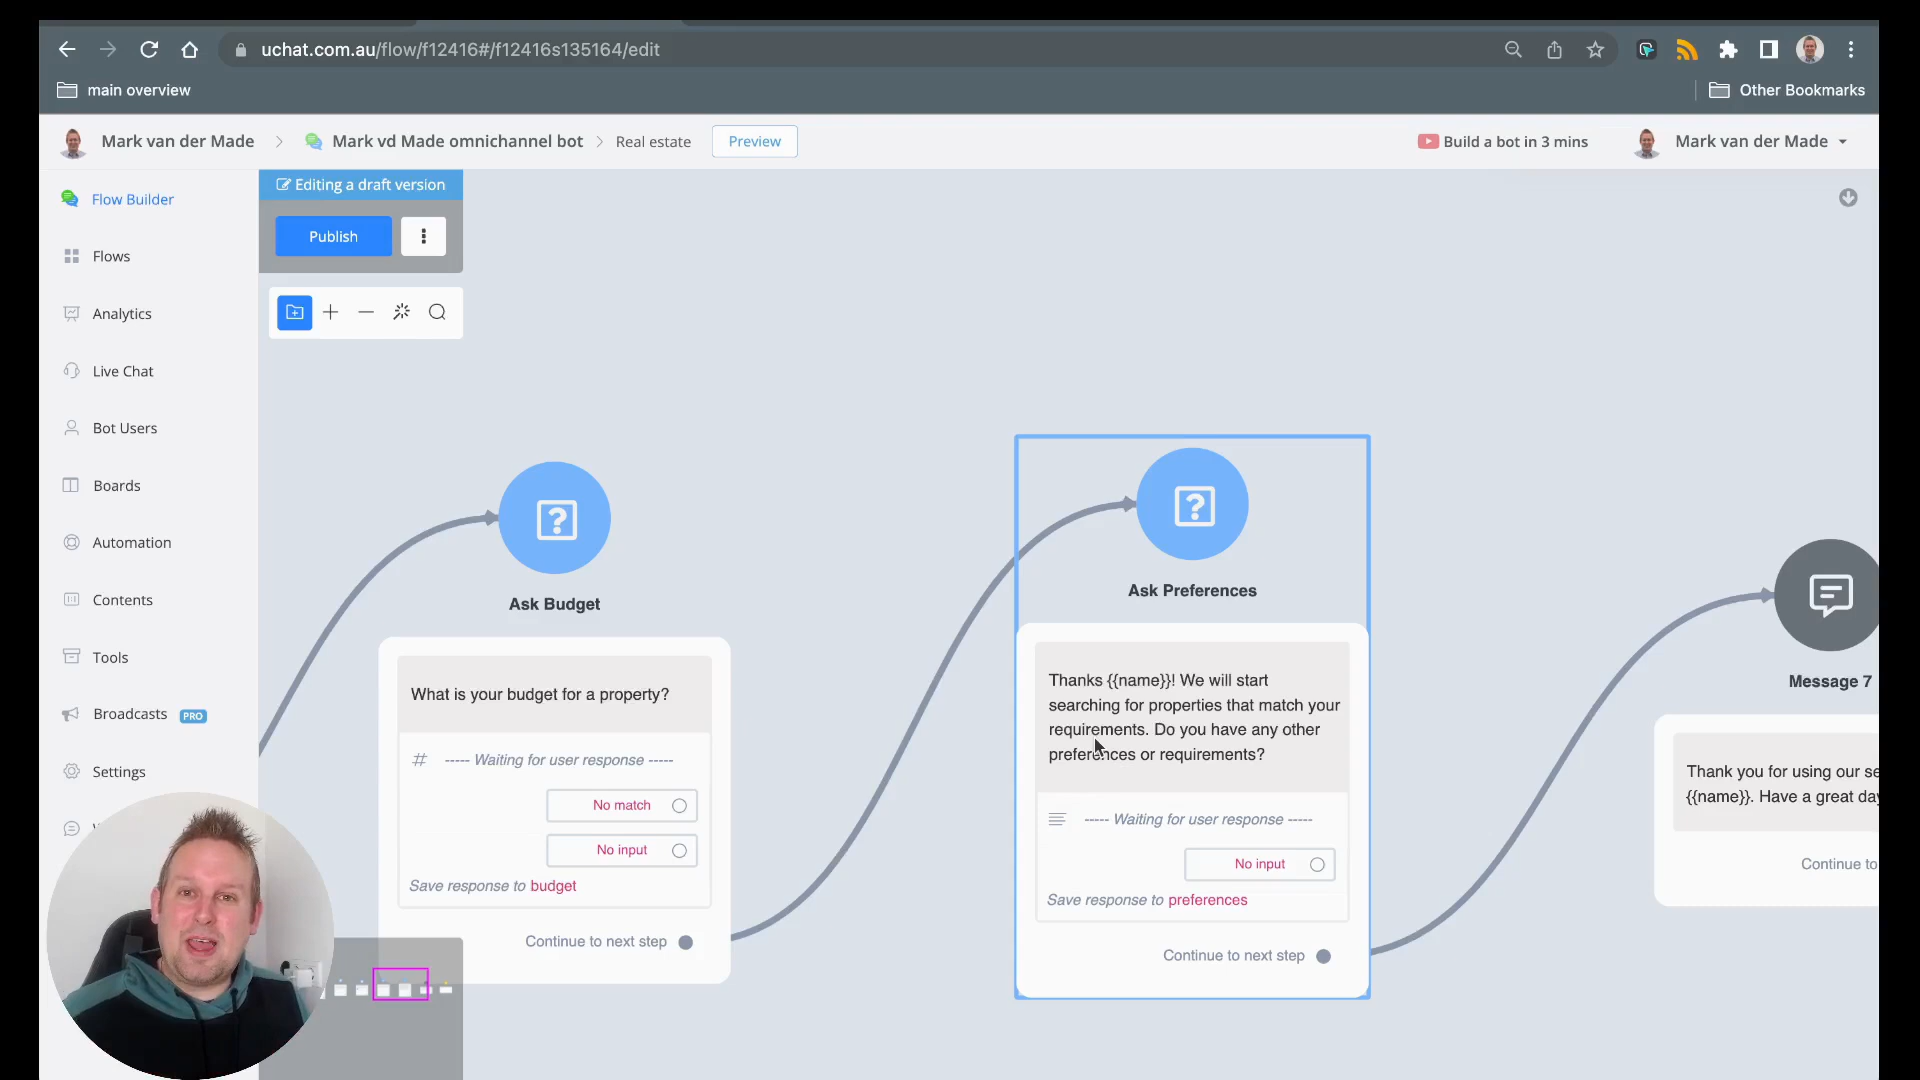 uchat.com.au/flow/f12416#/f12416s135164/edit
main overview
Other Bookmarks
Mark van der Made
Mark vd Made omnichannel bot
Real estate
Preview
Build a bot in 3 mins
Mark van der Made
Flow Builder
Flows
Analytics
Live Chat
Bot Users
Boards
Automation
Contents
Tools
Broadcasts PRO
Settings
Editing a draft version
Publish
Ask Budget
What is your budget for a property?
# ----- Waiting for user response -----
No match
No input
Save response to budget
Continue to next step
Ask Preferences
Thanks {{name}}! We will start
searching for properties that match your
requirements. Do you have any other
preferences or requirements?
----- Waiting for user response -----
No input
Save response to preferences
Continue to next step
Message 7
Thank you for using our se
{{name}}. Have a great day
Continue to